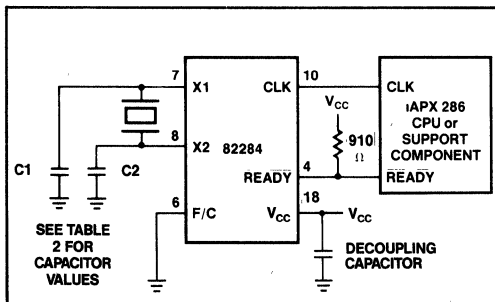 7 X1 CLK 10 CLK
VCC
iAPX 286
CPU or
SUPPORT
COMPONENT
910
Ω
8 X2 82284
C1 C2
READY 4 READY
18
6 F/C VCC VCC
SEE TABLE
2 FOR
CAPACITOR
VALUES
DECOUPLING
CAPACITOR